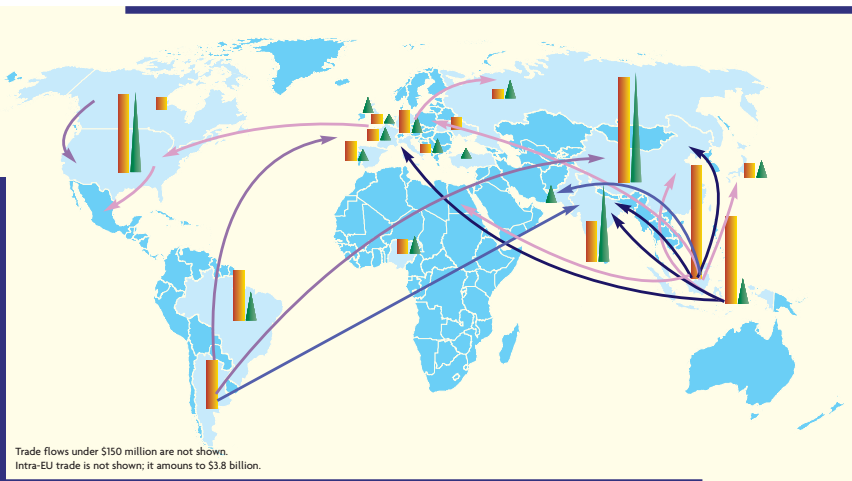 Trade flows under $150 million are not shown.
Intra-EU trade is not shown; it amouns to $3.8 billion.